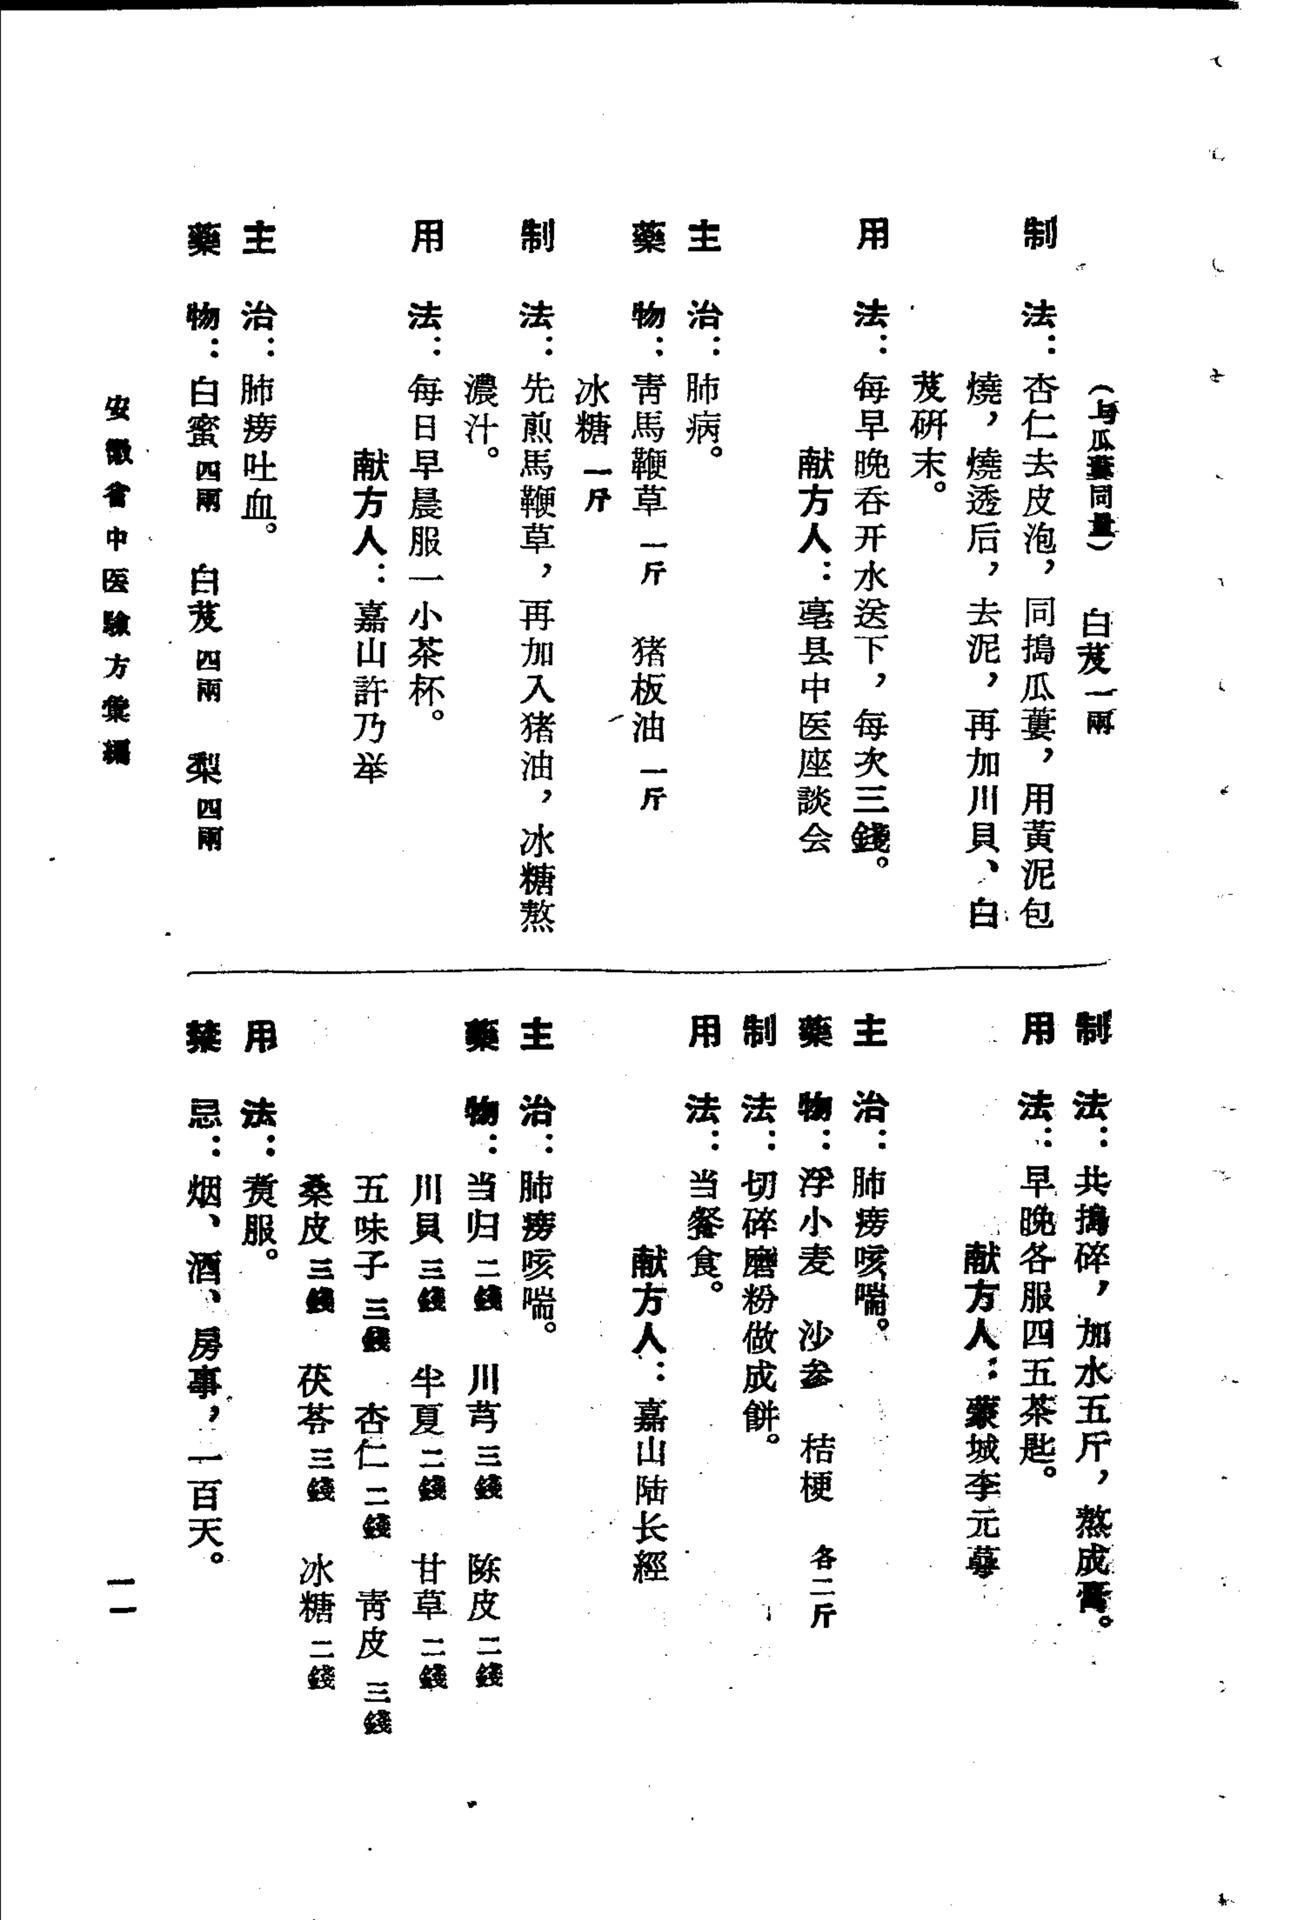 (与瓜蔞同量)　白芨一兩
制　法：杏仁去皮泡，同搗瓜蔞，用黃泥包
燒，燒透后，去泥，再加川貝、白
芨研末。
用　法：每早晚吞开水送下，每次三錢。
献方人：亳县中医座談会
主　治：肺病。
藥　物：靑馬鞭草一斤　猪板油一斤
冰糖一斤
制　法：先煎馬鞭草，再加入猪油，冰糖熬
濃汁。
用　法：每日早晨服一小茶杯。
献方人：嘉山許乃举
主　治：肺痨吐血。
藥　物：白蜜四兩　白芨四兩　梨四兩
制　法：共搗碎，加水五斤，熬成膏。
用　法：早晚各服四五茶匙。
献方人：蒙城李元
主　治：肺痨咳喘。
藥　物：浮小麦　沙参　桔梗　各二斤
制　法：切碎磨粉做成餅。
用　法：当餐食。
献方人：嘉山陆长經
主　治：肺痨咳喘。
藥　物：当归二錢　川芎三錢　陈皮二錢
川貝三錢　半夏二錢　甘草二錢
五味子三錢　杏仁二錢　靑皮三錢
桑皮三錢　茯苓三錢　冰糖二錢
用　法：煑服。
禁　忌：烟、酒、房事，一百天。
安徽省中医驗方彙編
一一